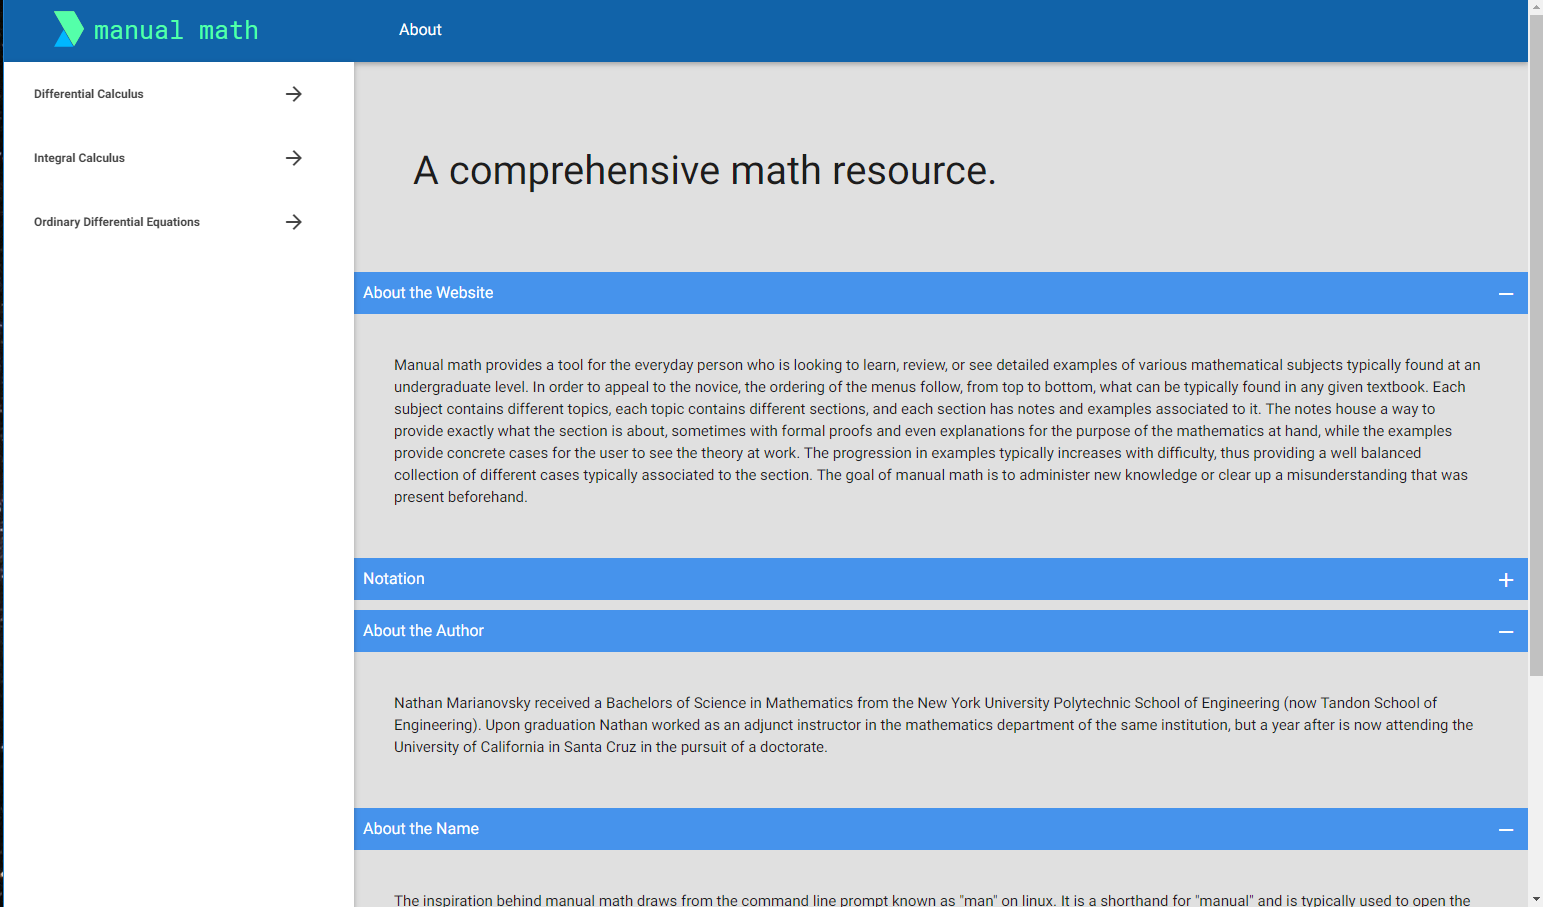 manual math
About
Differential Calculus
Integral Calculus
Ordinary Differential Equations
A comprehensive math resource.
About the Website
Manual math provides a tool for the everyday person who is looking to learn, review, or see detailed examples of various mathematical subjects typically found at an
undergraduate level. In order to appeal to the novice, the ordering of the menus follow, from top to bottom, what can be typically found in any given textbook. Each
subject contains different topics, each topic contains different sections, and each section has notes and examples associated to it. The notes house a way to
provide exactly what the section is about, sometimes with formal proofs and even explanations for the purpose of the mathematics at hand, while the examples
provide concrete cases for the user to see the theory at work. The progression in examples typically increases with difficulty, thus providing a well balanced
collection of different cases typically associated to the section. The goal of manual math is to administer new knowledge or clear up a misunderstanding that was
present beforehand.
Notation
About the Author
Nathan Marianovsky received a Bachelors of Science in Mathematics from the New York University Polytechnic School of Engineering (now Tandon School of
Engineering). Upon graduation Nathan worked as an adjunct instructor in the mathematics department of the same institution, but a year after is now attending the
University of California in Santa Cruz in the pursuit of a doctorate.
About the Name
The inspiration behind manual math draws from the command line prompt known as "man" on linux. It is a shorthand for "manual" and is typically used to open the